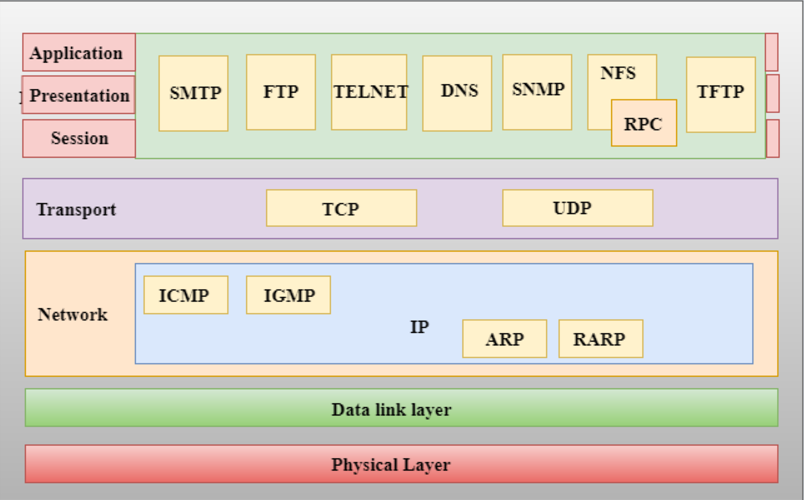 Application
Presentation
Session
SMTP
FTP
TELNET
DNS
SNMP
NFS
RPC
TFTP
Transport
TCP
UDP
Network
ICMP
IGMP
IP
ARP
RARP
Data link layer
Physical Layer